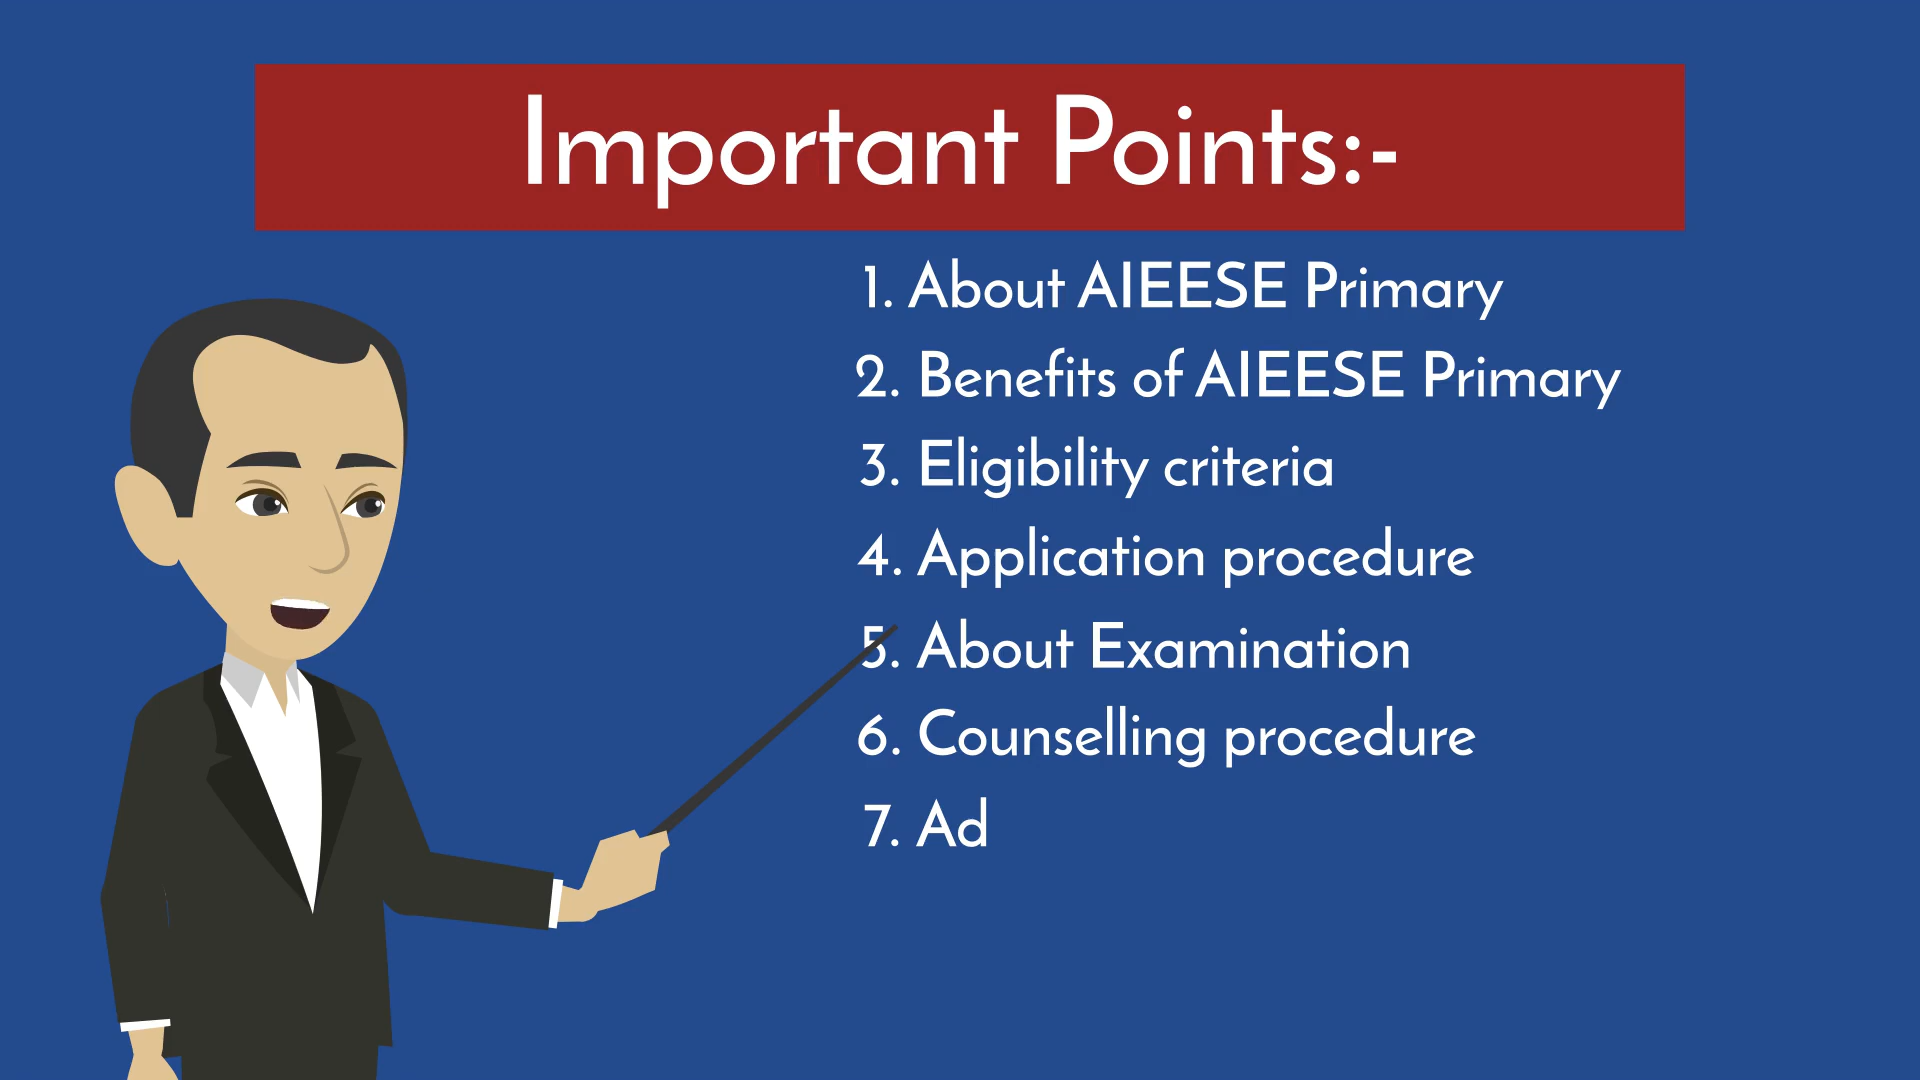 Important Points:-
1. About AIEESE Primary
2. Benefits of AIEESE Primary
3. Eligibility criteria
4. Application procedure
5. About Examination
6. Counselling procedure
7. Ad